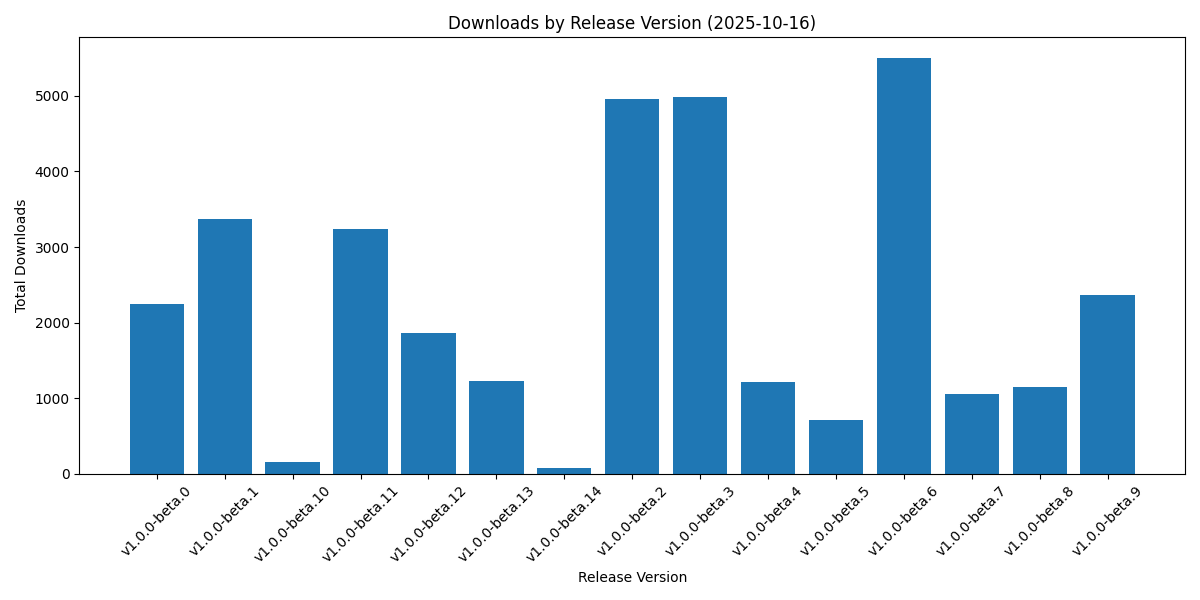 Downloads by Release Version (2025-10-16)
Total Downloads
5000
4000
3000
2000
1000
0
v1.0.0-beta.0
v1.0.0-beta.1
v1.0.0-beta.10
v1.0.0-beta.11
v1.0.0-beta.12
v1.0.0-beta.13
v1.0.0-beta.14
v1.0.0-beta.2
v1.0.0-beta.3
v1.0.0-beta.4
v1.0.0-beta.5
v1.0.0-beta.6
v1.0.0-beta.7
v1.0.0-beta.8
v1.0.0-beta.9
Release Version